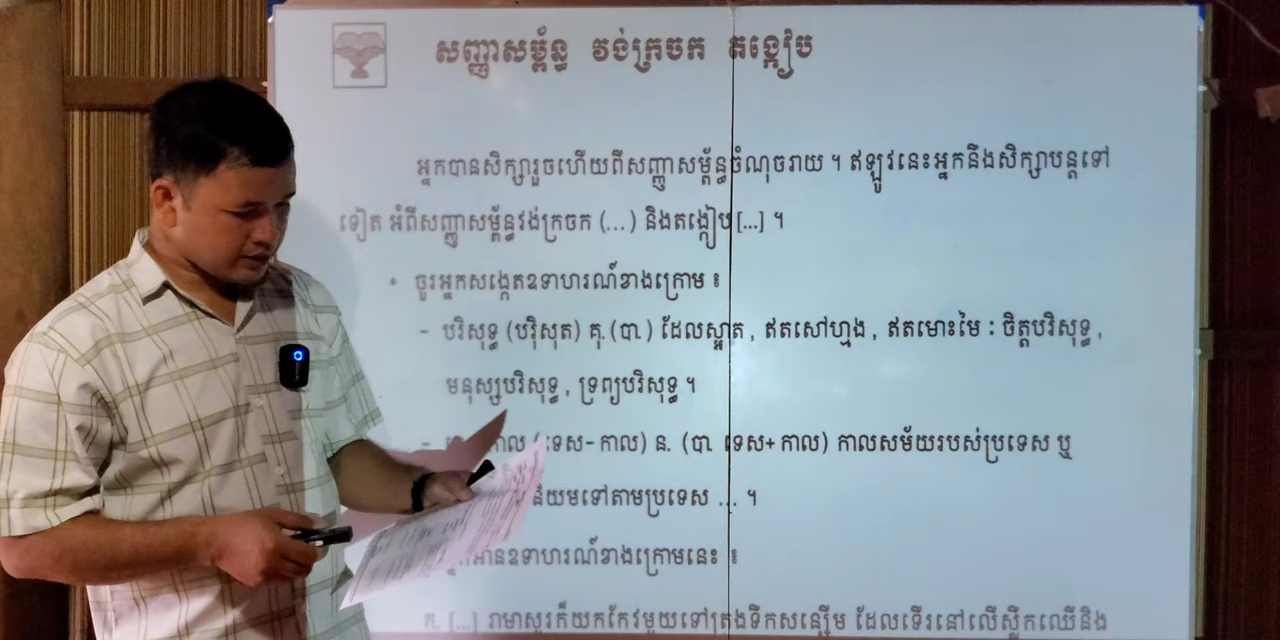 សញ្ញាសម្ព័ន្ធ វង់ក្រចក តង្កៀប
អ្នកបានសិក្សារួចហើយពីសញ្ញាសម្ព័ន្ធចំណុចរាយ ។ ឥឡូវនេះអ្នកនឹងសិក្សាបន្តទៅ
ទៀត អំពីសញ្ញាសម្ព័ន្ធវង់ក្រចក (...) និងតង្កៀប [...] ។
• ចូរអ្នកសង្កេតឧទាហរណ៍ខាងក្រោម ៖
- បរិសុទ្ធ (បរ៉ិសុត) គុ. (បា.) ដែលស្អាត , ឥតសៅហ្មង , ឥតមោះមៃ : ចិត្តបរិសុទ្ធ ,
មនុស្សបរិសុទ្ធ , ទ្រព្យបរិសុទ្ធ ។
- កាល (ទេស-កាល) ន. (បា. ទេស+កាល) កាលសម័យរបស់ប្រទេស ឬ
និយមទៅតាមប្រទេស ... ។
អានឧទាហរណ៍ខាងក្រោមនេះ ៖
ក. [...] រាមាសូរក៏យកកែវមួយទៅត្រងទឹកសន្សើម ដែលទើរនៅលើស្លឹកឈើនិង